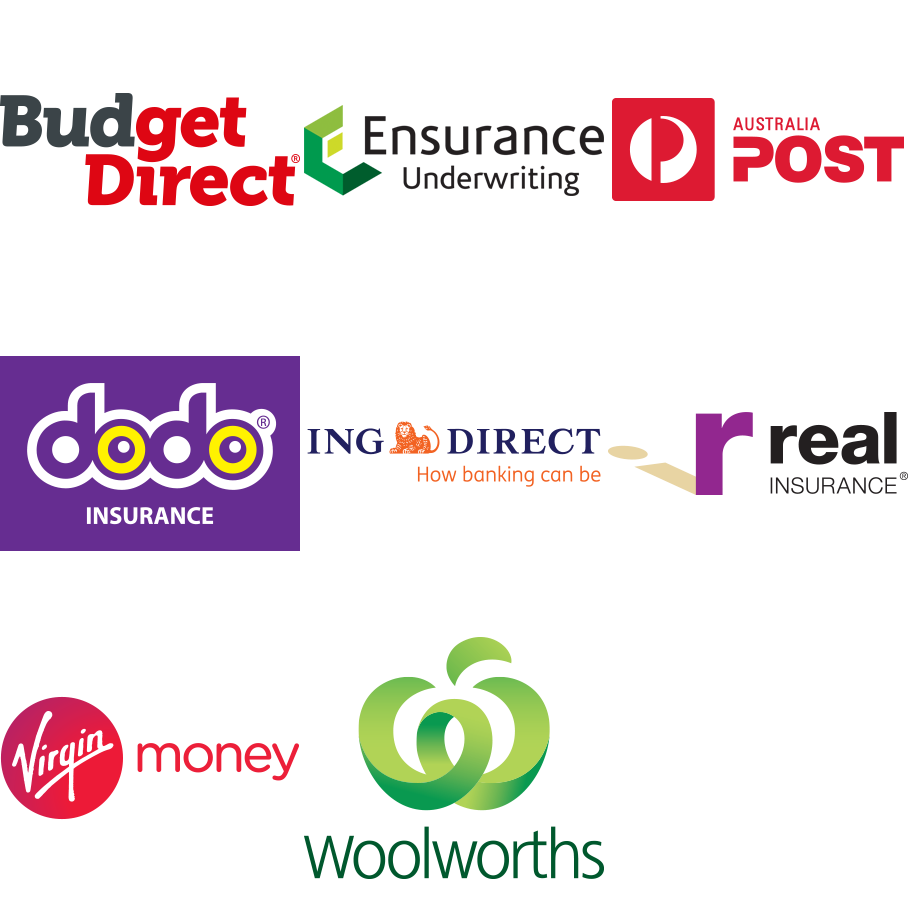 Budget
Direct®
Ensurance
Underwriting
AUSTRALIA
POST
dodo®
INSURANCE
ING DIRECT
How banking can be
r
real
INSURANCE®
Virgin money
Woolworths